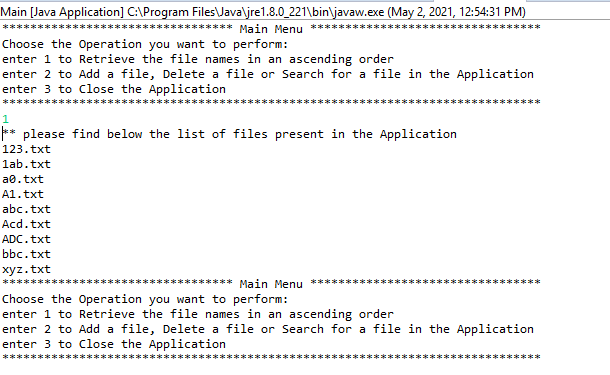 Main [Java Application] C:\Program Files\Java\jre1.8.0_221\bin\javaw.exe (May 2, 2021, 12:54:31 PM)
********************************* Main Menu *********************************
Choose the Operation you want to perform:
enter 1 to Retrieve the file names in an ascending order
enter 2 to Add a file, Delete a file or Search for a file in the Application
enter 3 to Close the Application
*****************************************************************************
1
** please find below the list of files present in the Application
123.txt
1ab.txt
a0.txt
A1.txt
abc.txt
Acd.txt
ADC.txt
bbc.txt
xyz.txt
********************************* Main Menu *********************************
Choose the Operation you want to perform:
enter 1 to Retrieve the file names in an ascending order
enter 2 to Add a file, Delete a file or Search for a file in the Application
enter 3 to Close the Application
*****************************************************************************